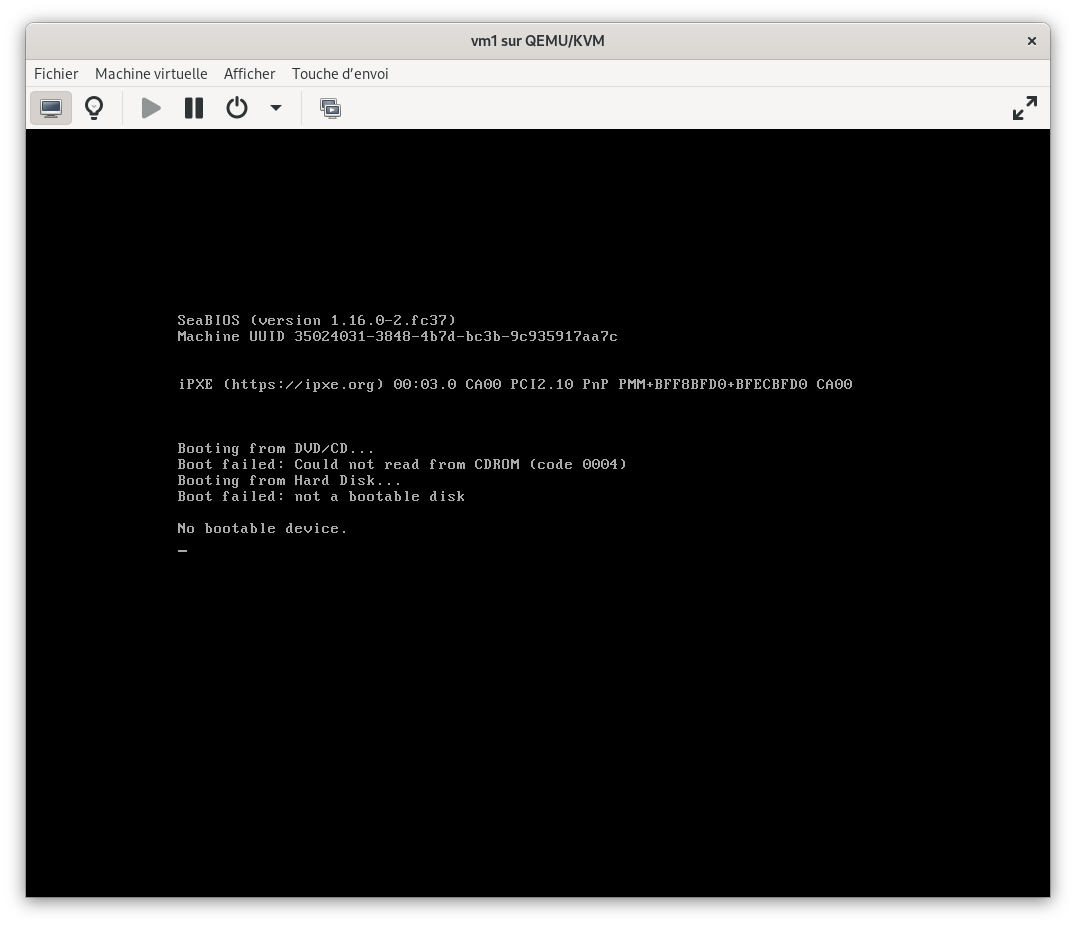 vm1 sur QEMU/KVM
Fichier Machine virtuelle Afficher Touche d’envoi
SeaBIOS (version 1.16.0-2.fc37)
Machine UUID 35024031-3848-4b7d-bc3b-9c935917aa7c
iPXE (https://ipxe.org) 00:03.0 CA00 PCI2.10 PnP PMM+BFF8BFD0+BFECBFD0 CA00
Booting from DVD/CD...
Boot failed: Could not read from CDROM (code 0004)
Booting from Hard Disk...
Boot failed: not a bootable disk
No bootable device.